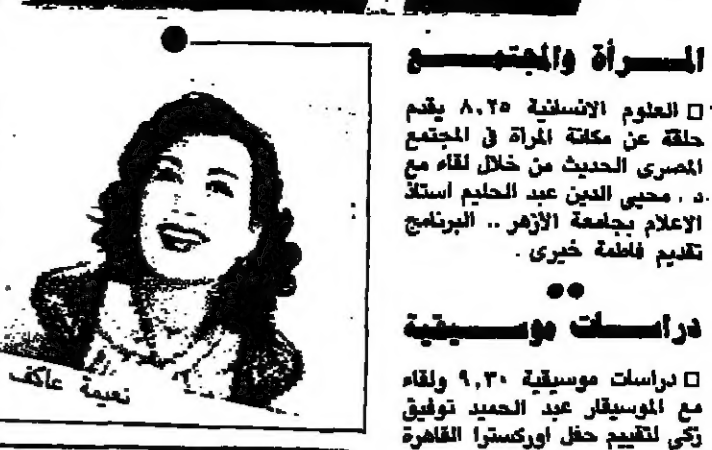 المرأة والمجتمع
□ العلوم الانسانية ٨,٢٥ يقدم
حلقة عن مكانة المرأة في المجتمع
المصرى الحديث من خلال لقاء مع
د . محيى الدين عبد الحليم استاذ
الاعلام بجامعة الازهر .. البرنامج
تقديم فاطمة خيرى .
دراسات موسيقية
□ دراسات موسيقية ٩,٣٠ ولقاء
مع الموسيقار عبد الحميد توفيق
زكى لتقييم حفل اوركسترا القاهرة
نعيمة عاكف